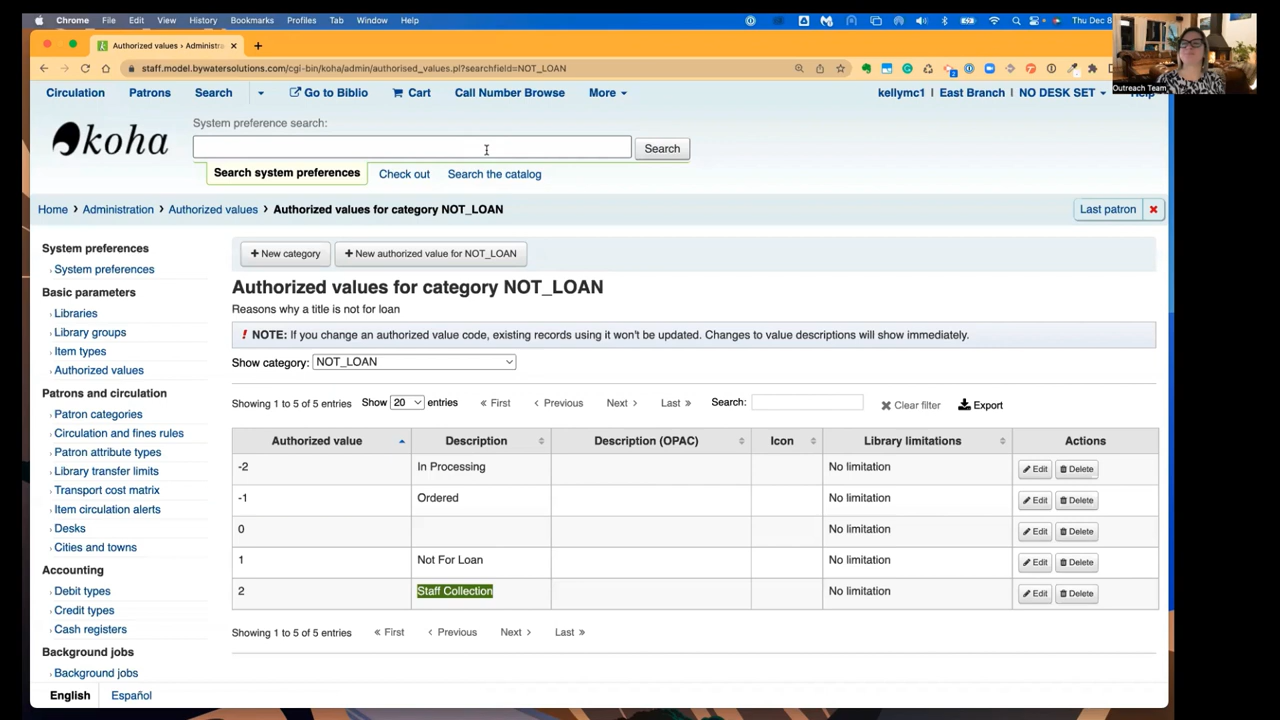 Chrome File Edit View History Bookmarks Profiles Tab Window Help Thu Dec 8
Authorized values › Administra
staff.model.bywatersolutions.com/cgi-bin/koha/admin/authorised_values.pl?searchfield=NOT_LOAN
Outreach Team
Circulation Patrons Search Go to Biblio Cart Call Number Browse More kellymc1 East Branch NO DESK SET Help
koha
System preference search:
Search
Search system preferences Check out Search the catalog
Home › Administration › Authorized values › Authorized values for category NOT_LOAN Last patron
System preferences
System preferences
Basic parameters
Libraries
Library groups
Item types
Authorized values
Patrons and circulation
Patron categories
Circulation and fines rules
Patron attribute types
Library transfer limits
Transport cost matrix
Item circulation alerts
Desks
Cities and towns
Accounting
Debit types
Credit types
Cash registers
Background jobs
Background jobs
+ New category + New authorized value for NOT_LOAN
Authorized values for category NOT_LOAN
Reasons why a title is not for loan
! NOTE: If you change an authorized value code, existing records using it won't be updated. Changes to value descriptions will show immediately.
Show category: NOT_LOAN
Showing 1 to 5 of 5 entries Show 20 entries « First ‹ Previous Next › Last » Search: Clear filter Export
Authorized value Description Description (OPAC) Icon Library limitations Actions
-2 In Processing No limitation Edit Delete
-1 Ordered No limitation Edit Delete
0 No limitation Edit Delete
1 Not For Loan No limitation Edit Delete
2 Staff Collection No limitation Edit Delete
Showing 1 to 5 of 5 entries « First ‹ Previous Next › Last »
English Español